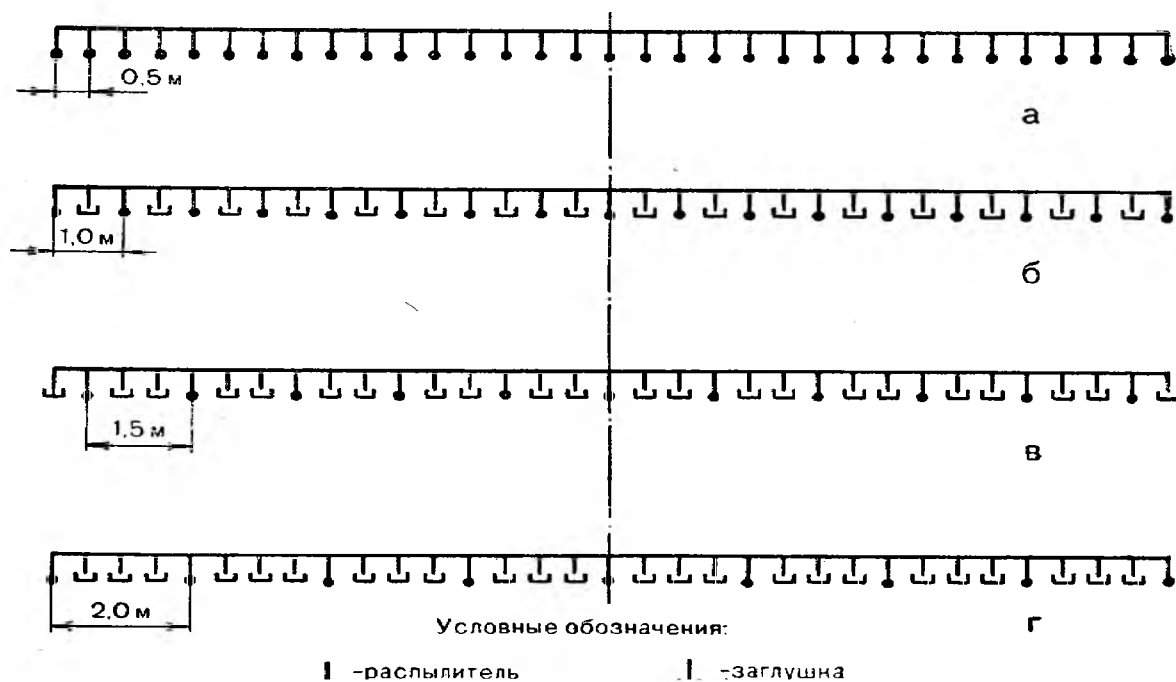 0,5 м
а
1,0 м
б
1,5 м
в
2,0 м
Условные обозначения:
г
-распылитель
-заглушка